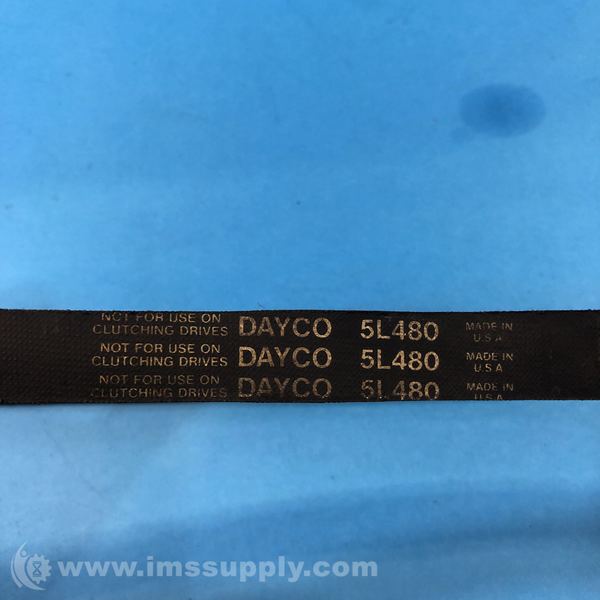 NOT FOR USE ON
CLUTCHING DRIVES DAYCO 5L480 MADE IN
U.S.A
NOT FOR USE ON
CLUTCHING DRIVES DAYCO 5L480 MADE IN
U.S.A
NOT FOR USE ON
CLUTCHING DRIVES DAYCO 5L480 MADE IN
U.S.A
www.imssupply.com